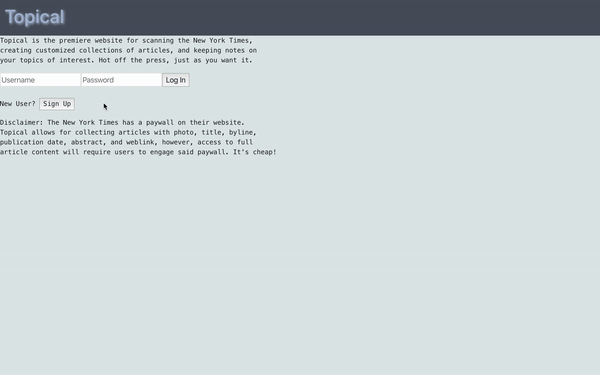 Topical
Topical is the premiere website for scanning the New York Times,
creating customized collections of articles, and keeping notes on
your topics of interest. Hot off the press, just as you want it.
Username Password Log In
New User? Sign Up
Disclaimer: The New York Times has a paywall on their website.
Topical allows for collecting articles with photo, title, byline,
publication date, abstract, and weblink, however, access to full
article content will require users to engage said paywall. It's cheap!